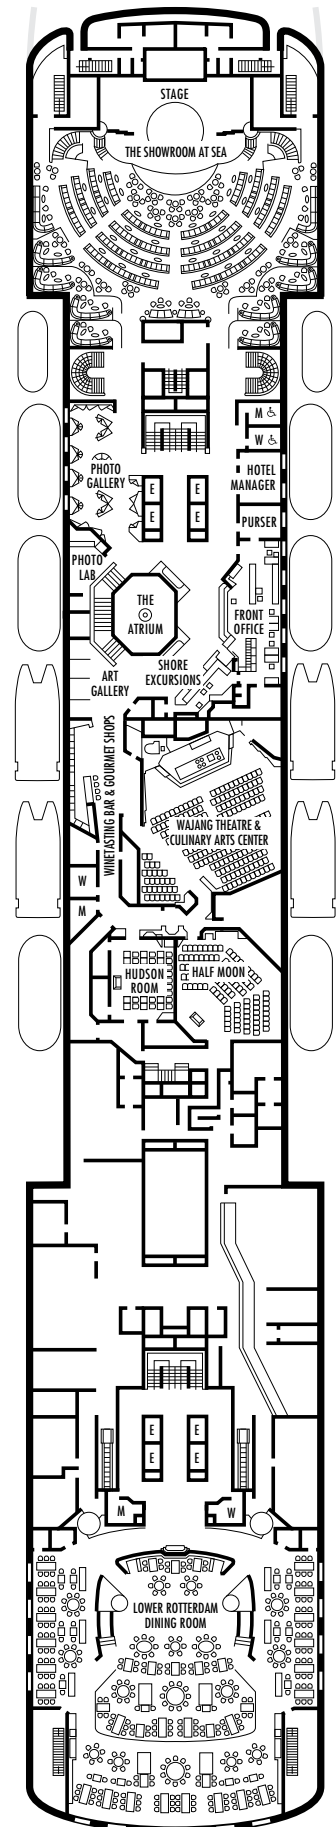 STAGE
THE SHOWROOM AT SEA
M
W
PHOTO
GALLERY
HOTEL
MANAGER
E
E
E
E
PURSER
PHOTO
LAB
THE
ATRIUM
FRONT
OFFICE
SHORE
EXCURSIONS
ART
GALLERY
WINETASTING BAR & GOURMET SHOPS
WAJANG THEATRE &
CULINARY ARTS CENTER
W
M
HUDSON
ROOM
HALF MOON
E
E
E
E
M
W
LOWER ROTTERDAM
DINING ROOM